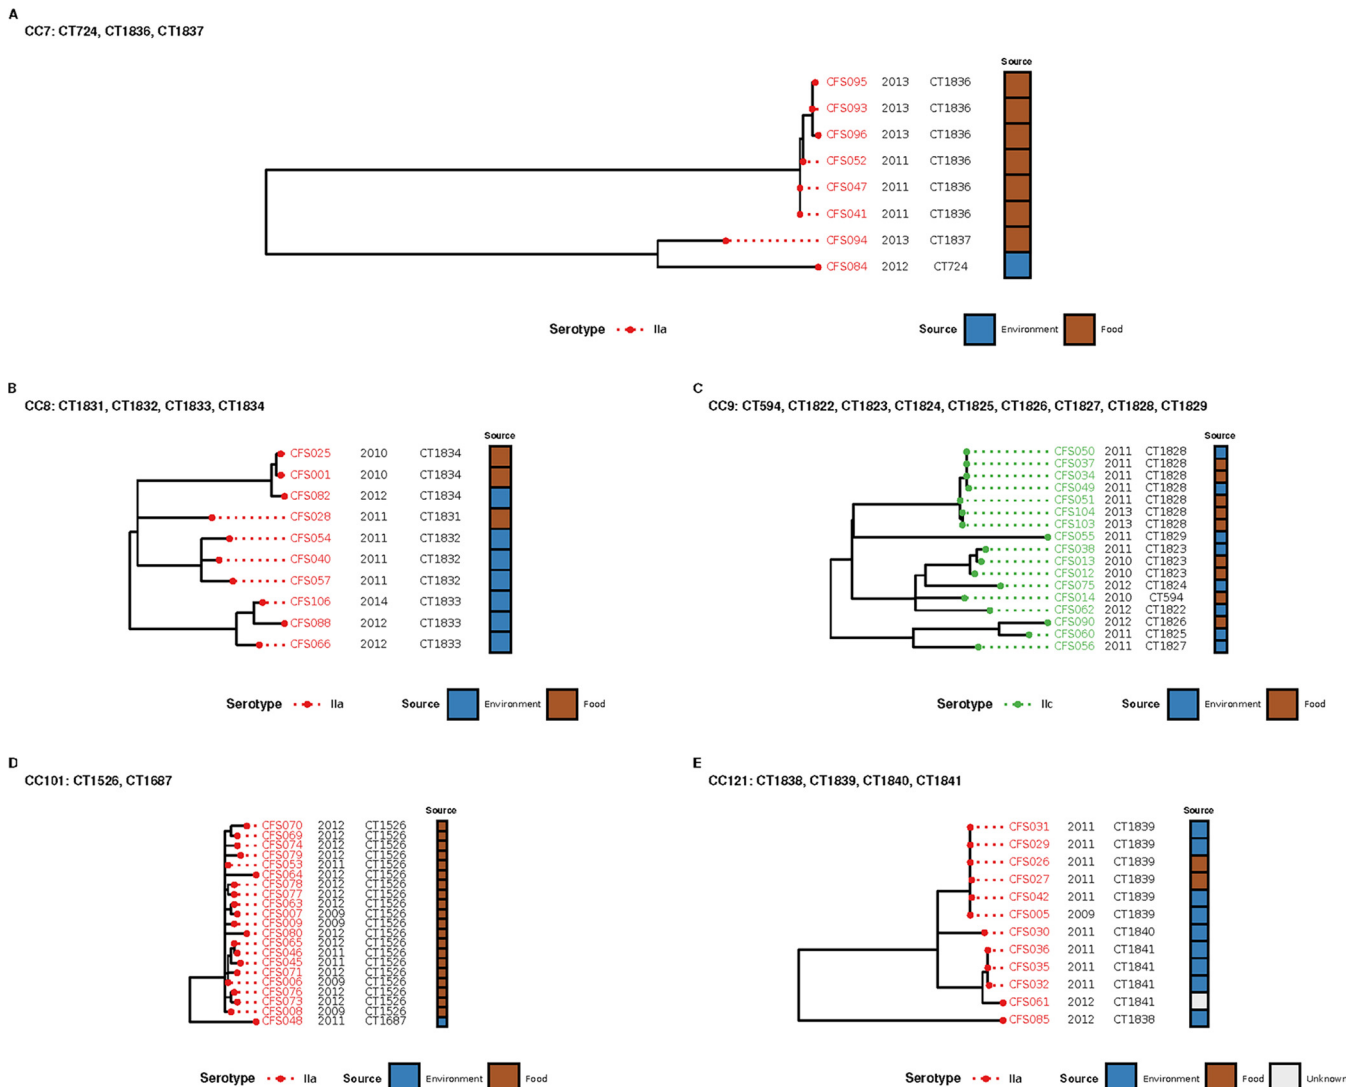 A
CC7: CT724, CT1836, CT1837
Source
CFS095 2013 CT1836
CFS093 2013 CT1836
CFS096 2013 CT1836
CFS052 2011 CT1836
CFS047 2011 CT1836
CFS041 2011 CT1836
CFS094 2013 CT1837
CFS084 2012 CT724
Serotype IIa Source Environment Food
B
CC8: CT1831, CT1832, CT1833, CT1834
Source
CFS025 2010 CT1834
CFS001 2010 CT1834
CFS082 2012 CT1834
CFS028 2011 CT1831
CFS054 2011 CT1832
CFS040 2011 CT1832
CFS057 2011 CT1832
CFS106 2014 CT1833
CFS088 2012 CT1833
CFS066 2012 CT1833
Serotype IIa Source Environment Food
C
CC9: CT594, CT1822, CT1823, CT1824, CT1825, CT1826, CT1827, CT1828, CT1829
Source
CFS050 2011 CT1828
CFS037 2011 CT1828
CFS034 2011 CT1828
CFS049 2011 CT1828
CFS051 2011 CT1828
CFS104 2013 CT1828
CFS103 2013 CT1828
CFS055 2011 CT1829
CFS038 2011 CT1823
CFS013 2010 CT1823
CFS012 2010 CT1823
CFS075 2012 CT1824
CFS014 2010 CT594
CFS062 2012 CT1822
CFS090 2012 CT1826
CFS060 2011 CT1825
CFS056 2011 CT1827
Serotype IIc Source Environment Food
D
CC101: CT1526, CT1687
Source
CFS070 2012 CT1526
CFS069 2012 CT1526
CFS074 2012 CT1526
CFS079 2012 CT1526
CFS053 2011 CT1526
CFS064 2012 CT1526
CFS078 2012 CT1526
CFS077 2012 CT1526
CFS063 2012 CT1526
CFS007 2009 CT1526
CFS009 2009 CT1526
CFS080 2012 CT1526
CFS065 2012 CT1526
CFS046 2011 CT1526
CFS045 2011 CT1526
CFS071 2012 CT1526
CFS006 2009 CT1526
CFS076 2012 CT1526
CFS073 2012 CT1526
CFS008 2009 CT1526
CFS048 2011 CT1687
Serotype IIa Source Environment Food
E
CC121: CT1838, CT1839, CT1840, CT1841
Source
CFS031 2011 CT1839
CFS029 2011 CT1839
CFS026 2011 CT1839
CFS027 2011 CT1839
CFS042 2011 CT1839
CFS005 2009 CT1839
CFS030 2011 CT1840
CFS036 2011 CT1841
CFS035 2011 CT1841
CFS032 2011 CT1841
CFS061 2012 CT1841
CFS085 2012 CT1838
Serotype IIa Source Environment Food Unknown